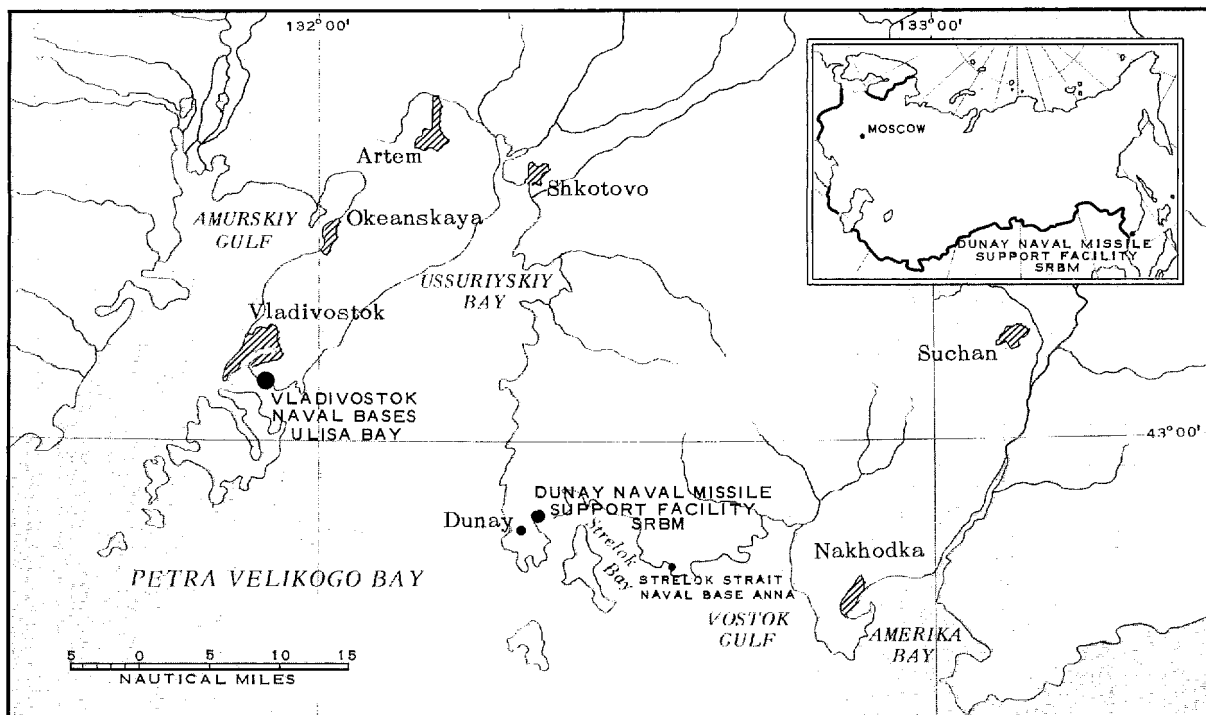 132°00'
133°00'
MOSCOW
DUNAY NAVAL MISSILE
SUPPORT FACILITY
SRBM
Artem
Shkotovo
Okeanskaya
AMURSKIY
GULF
USSURIYSKIY
BAY
Vladivostok
Suchan
VLADIVOSTOK
NAVAL BASES
ULISA BAY
43°00'
DUNAY NAVAL MISSILE
SUPPORT FACILITY
SRBM
Dunay
Strelok
Bay
Nakhodka
STRELOK STRAIT
NAVAL BASE ANNA
PETRA VELIKOGO BAY
VOSTOK
GULF
AMERIKA
BAY
5 0 5 10 15
NAUTICAL MILES